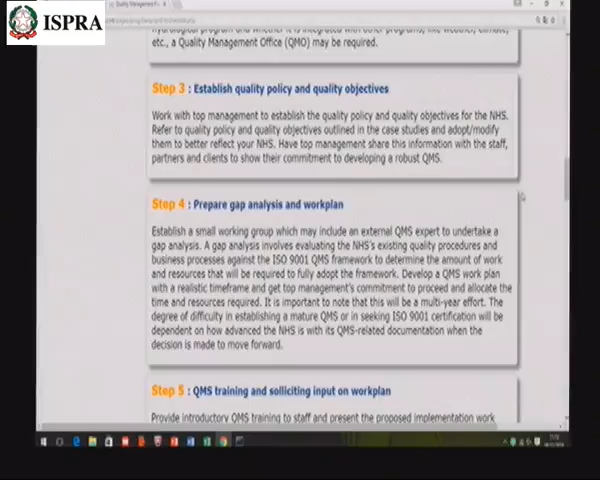 ISPRA
Quality Management F
hydrological program and whether it is integrated with other programs, like weather, climate,
etc., a Quality Management Office (QMO) may be required.
Step 3 : Establish quality policy and quality objectives
Work with top management to establish the quality policy and quality objectives for the NHS.
Refer to quality policy and quality objectives outlined in the case studies and adopt/modify
them to better reflect your NHS. Have top management share this information with the staff,
partners and clients to show their commitment to developing a robust QMS.
Step 4 : Prepare gap analysis and workplan
Establish a small working group which may include an external QMS expert to undertake a
gap analysis. A gap analysis involves evaluating the NHS's existing quality procedures and
business processes against the ISO 9001 QMS framework to determine the amount of work
and resources that will be required to fully adopt the framework. Develop a QMS work plan
with a realistic timeframe and get top management's commitment to proceed and allocate the
time and resources required. It is important to note that this will be a multi-year effort. The
degree of difficulty in establishing a mature QMS or in seeking ISO 9001 certification will be
dependent on how advanced the NHS is with its QMS-related documentation when the
decision is made to move forward.
Step 5 : QMS training and solliciting input on workplan
Provide introductory QMS training to staff and present the proposed implementation work